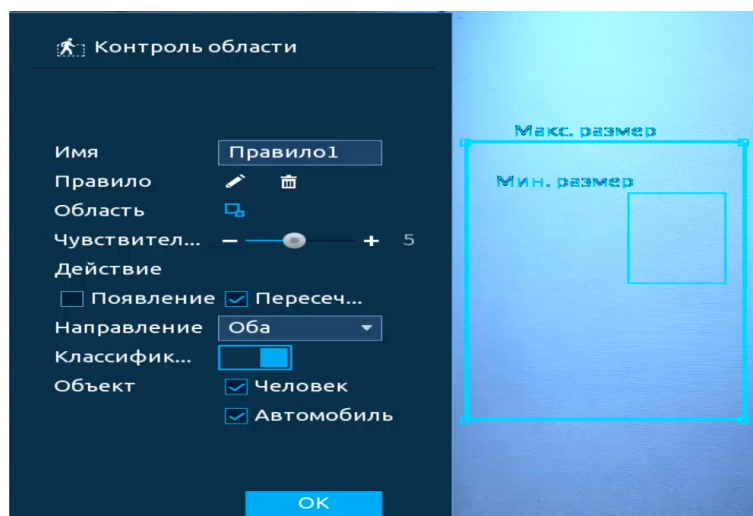 Контроль области
Макс. размер
Имя Правило1
Мин. размер
Правило
Область
Чувствител... 5
Действие
Появление Пересеч...
Направление Оба
Классифик...
Объект Человек
Автомобиль
OK